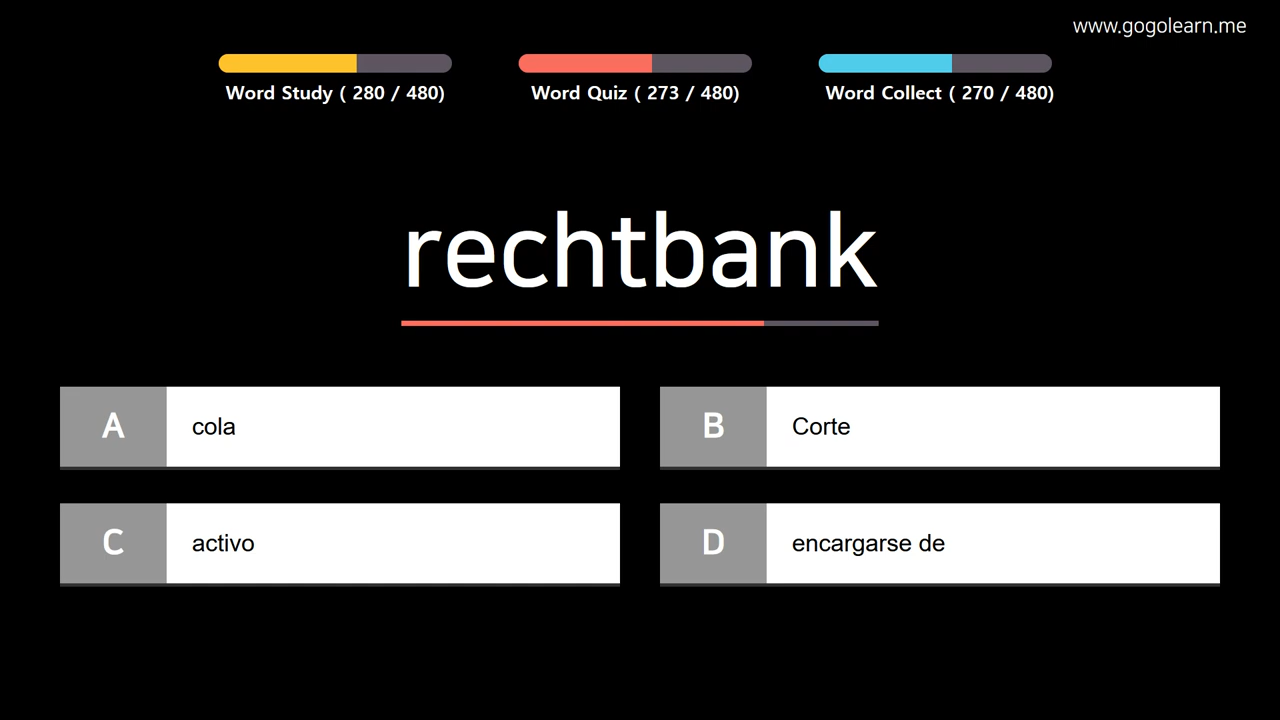 www.gogolearn.me
Word Study ( 280 / 480)
Word Quiz ( 273 / 480)
Word Collect ( 270 / 480)
rechtbank
A cola
B Corte
C activo
D encargarse de